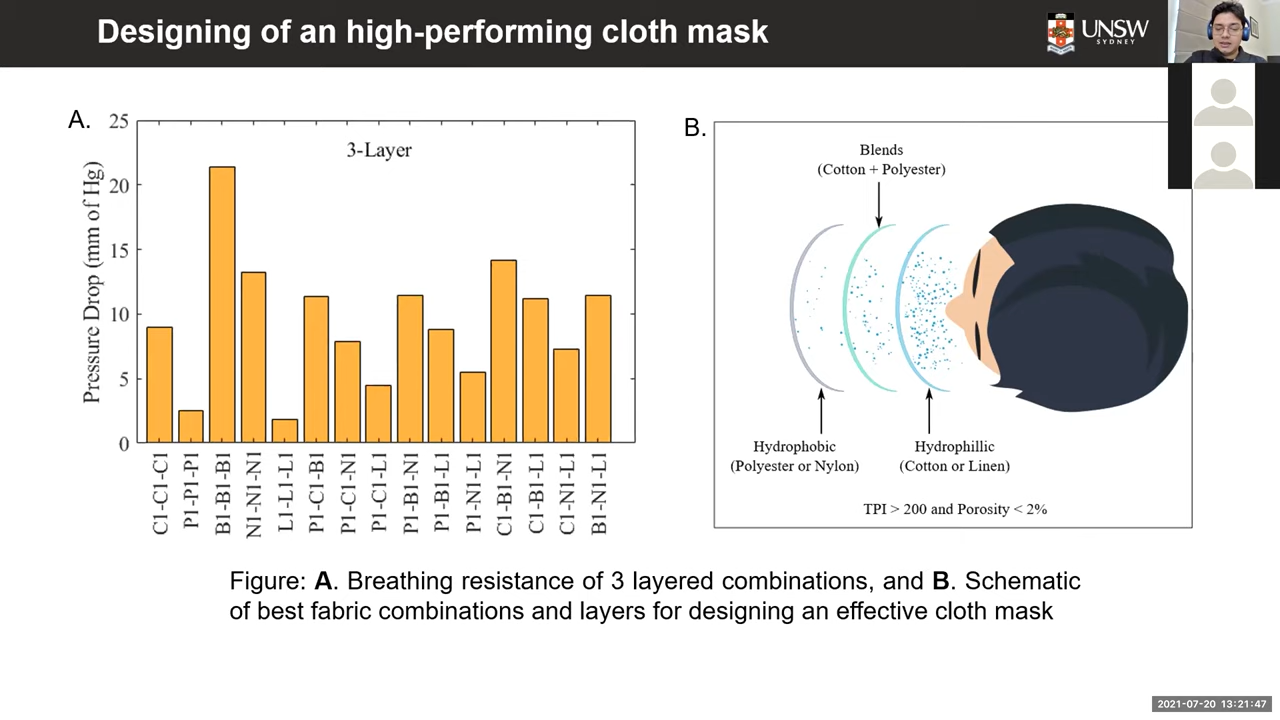 Designing of an high-performing cloth mask
UNSW
SYDNEY
A.
25
20
15
10
5
0
Pressure Drop (mm of Hg)
3-Layer
C1-C1-C1
P1-P1-P1
B1-B1-B1
N1-N1-N1
L1-L1-L1
P1-C1-B1
P1-C1-N1
P1-C1-L1
P1-B1-N1
P1-B1-L1
P1-N1-L1
C1-B1-N1
C1-B1-L1
C1-N1-L1
B1-N1-L1
B.
Blends
(Cotton + Polyester)
Hydrophobic
(Polyester or Nylon)
Hydrophillic
(Cotton or Linen)
TPI > 200 and Porosity < 2%
Figure: A. Breathing resistance of 3 layered combinations, and B. Schematic
of best fabric combinations and layers for designing an effective cloth mask
2021-07-20 13:21:47